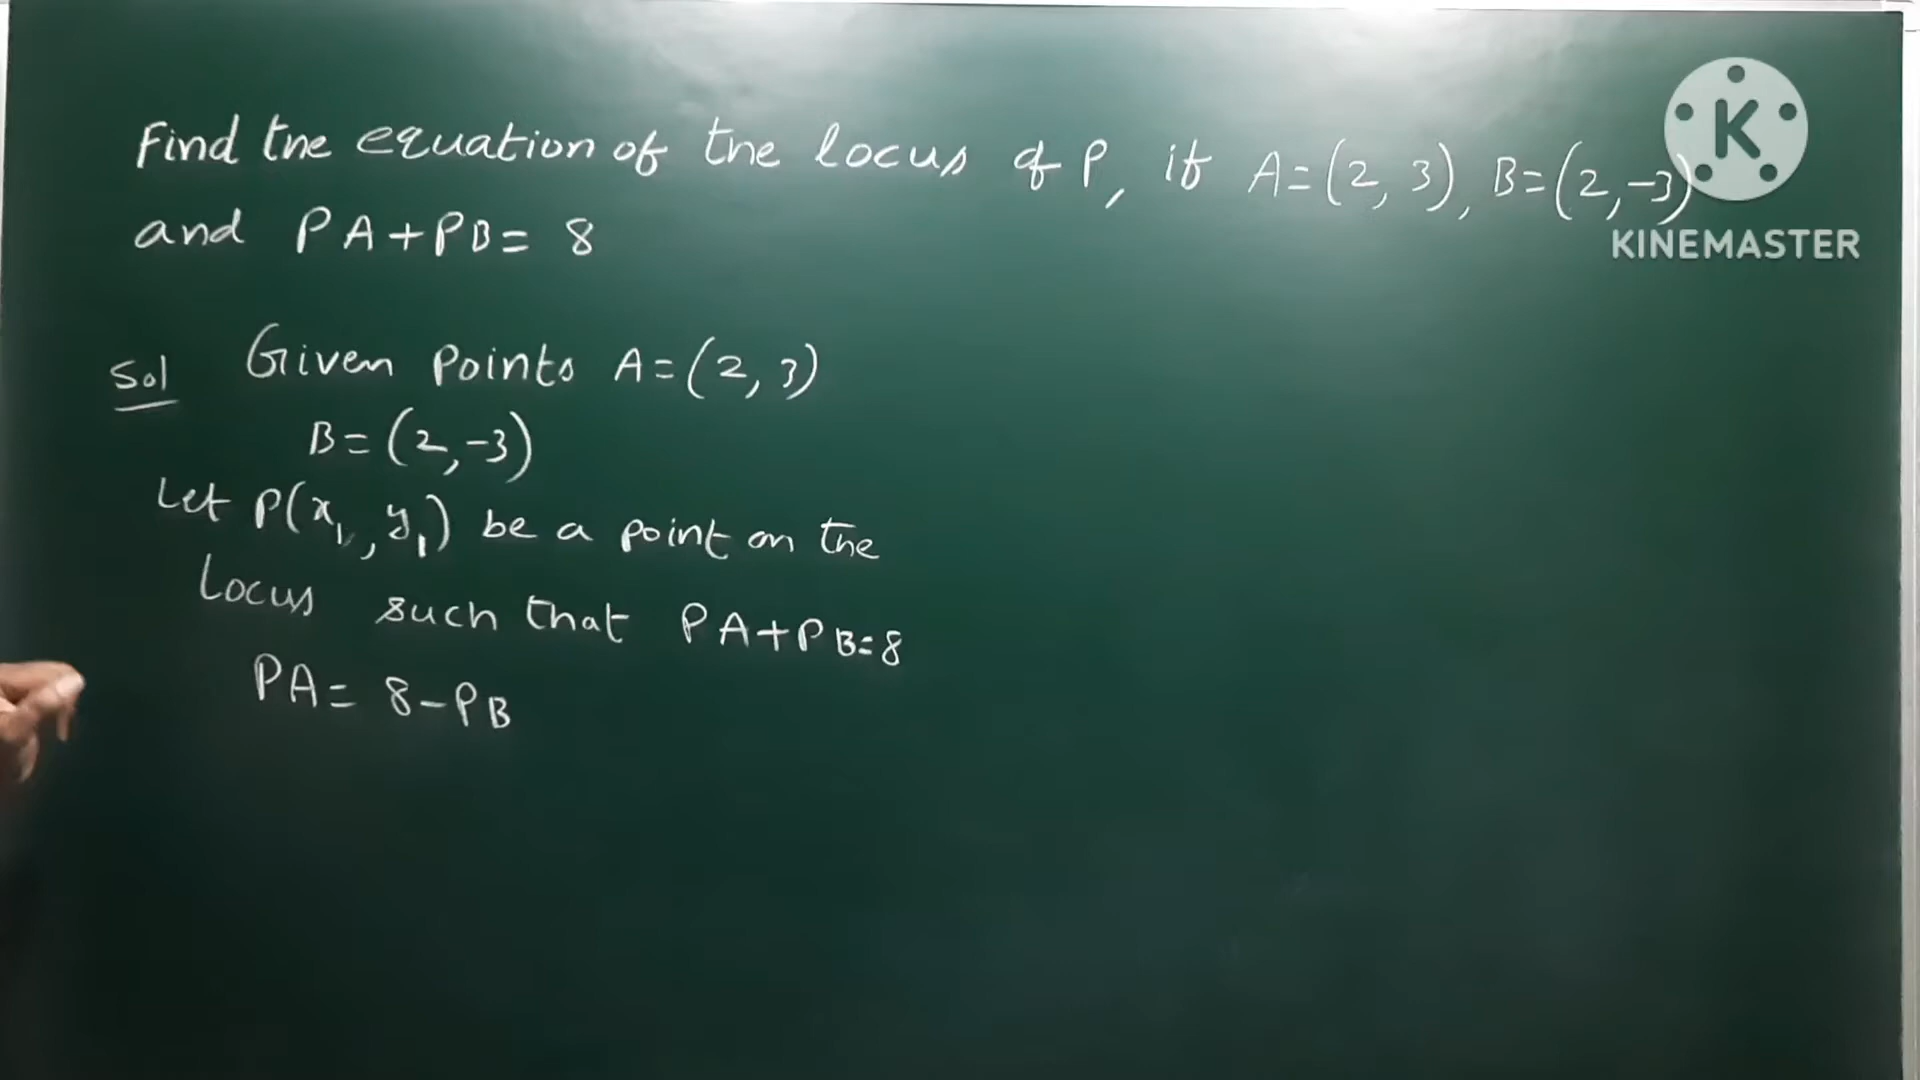 Find the equation of the locus of P, if A=(2, 3), B=(2,-3)
and PA+PB= 8
Sol Given Points A=(2, 3)
B=(2,-3)
Let P(x₁, y₁) be a point on the
Locus such that PA+PB=8
PA= 8-PB
K
KINEMASTER